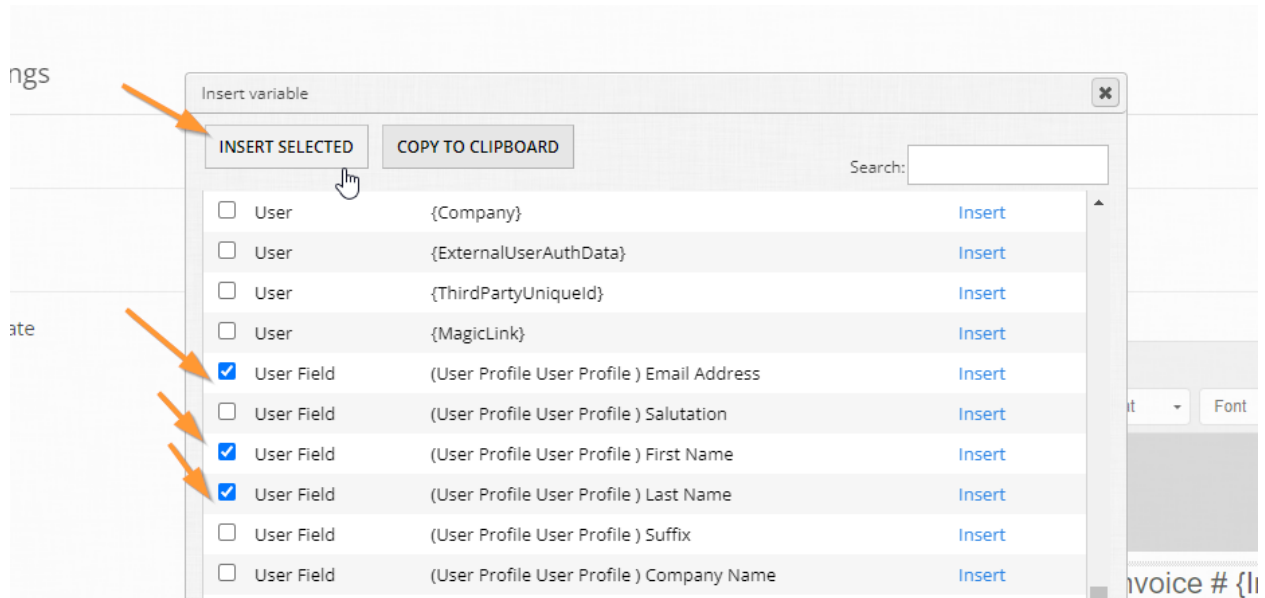 ngs
Insert variable
INSERT SELECTED COPY TO CLIPBOARD
Search:
User {Company} Insert
User {ExternalUserAuthData} Insert
User {ThirdPartyUniqueId} Insert
User {MagicLink} Insert
ate
User Field (User Profile User Profile ) Email Address Insert
User Field (User Profile User Profile ) Salutation Insert
nt Font
User Field (User Profile User Profile ) First Name Insert
User Field (User Profile User Profile ) Last Name Insert
User Field (User Profile User Profile ) Suffix Insert
User Field (User Profile User Profile ) Company Name Insert
nvoice # {I